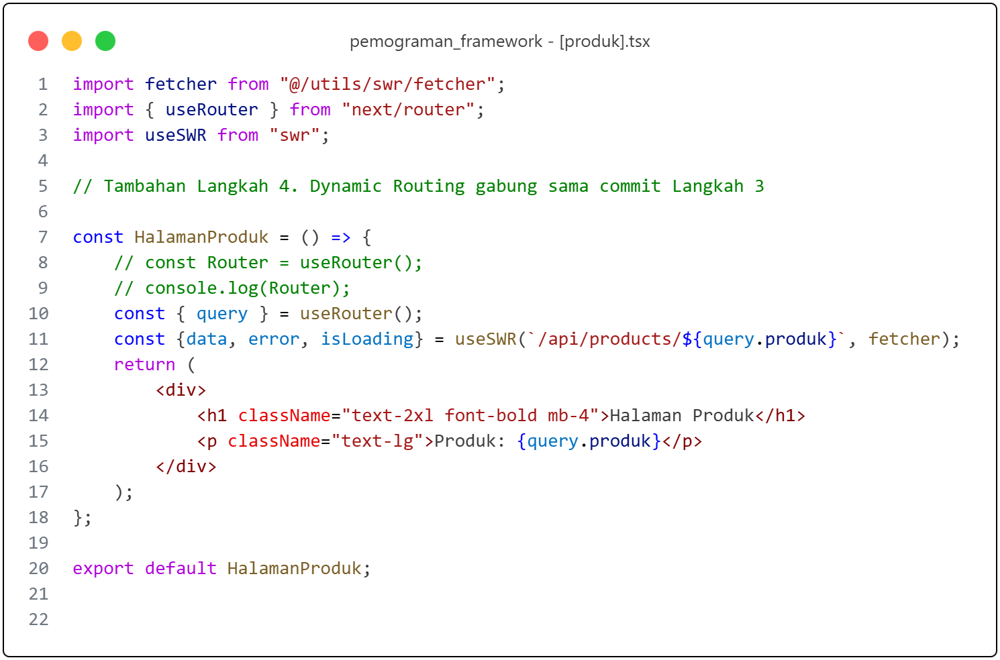 pemograman_framework - [produk].tsx
1 import fetcher from "@/utils/swr/fetcher";
2 import { useRouter } from "next/router";
3 import useSWR from "swr";
4
5 // Tambahan Langkah 4. Dynamic Routing gabung sama commit Langkah 3
6
7 const HalamanProduk = () => {
8     // const Router = useRouter();
9     // console.log(Router);
10     const { query } = useRouter();
11     const {data, error, isLoading} = useSWR(`/api/products/${query.produk}`, fetcher);
12     return (
13         <div>
14             <h1 className="text-2xl font-bold mb-4">Halaman Produk</h1>
15             <p className="text-lg">Produk: {query.produk}</p>
16         </div>
17     );
18 };
19
20 export default HalamanProduk;
21
22